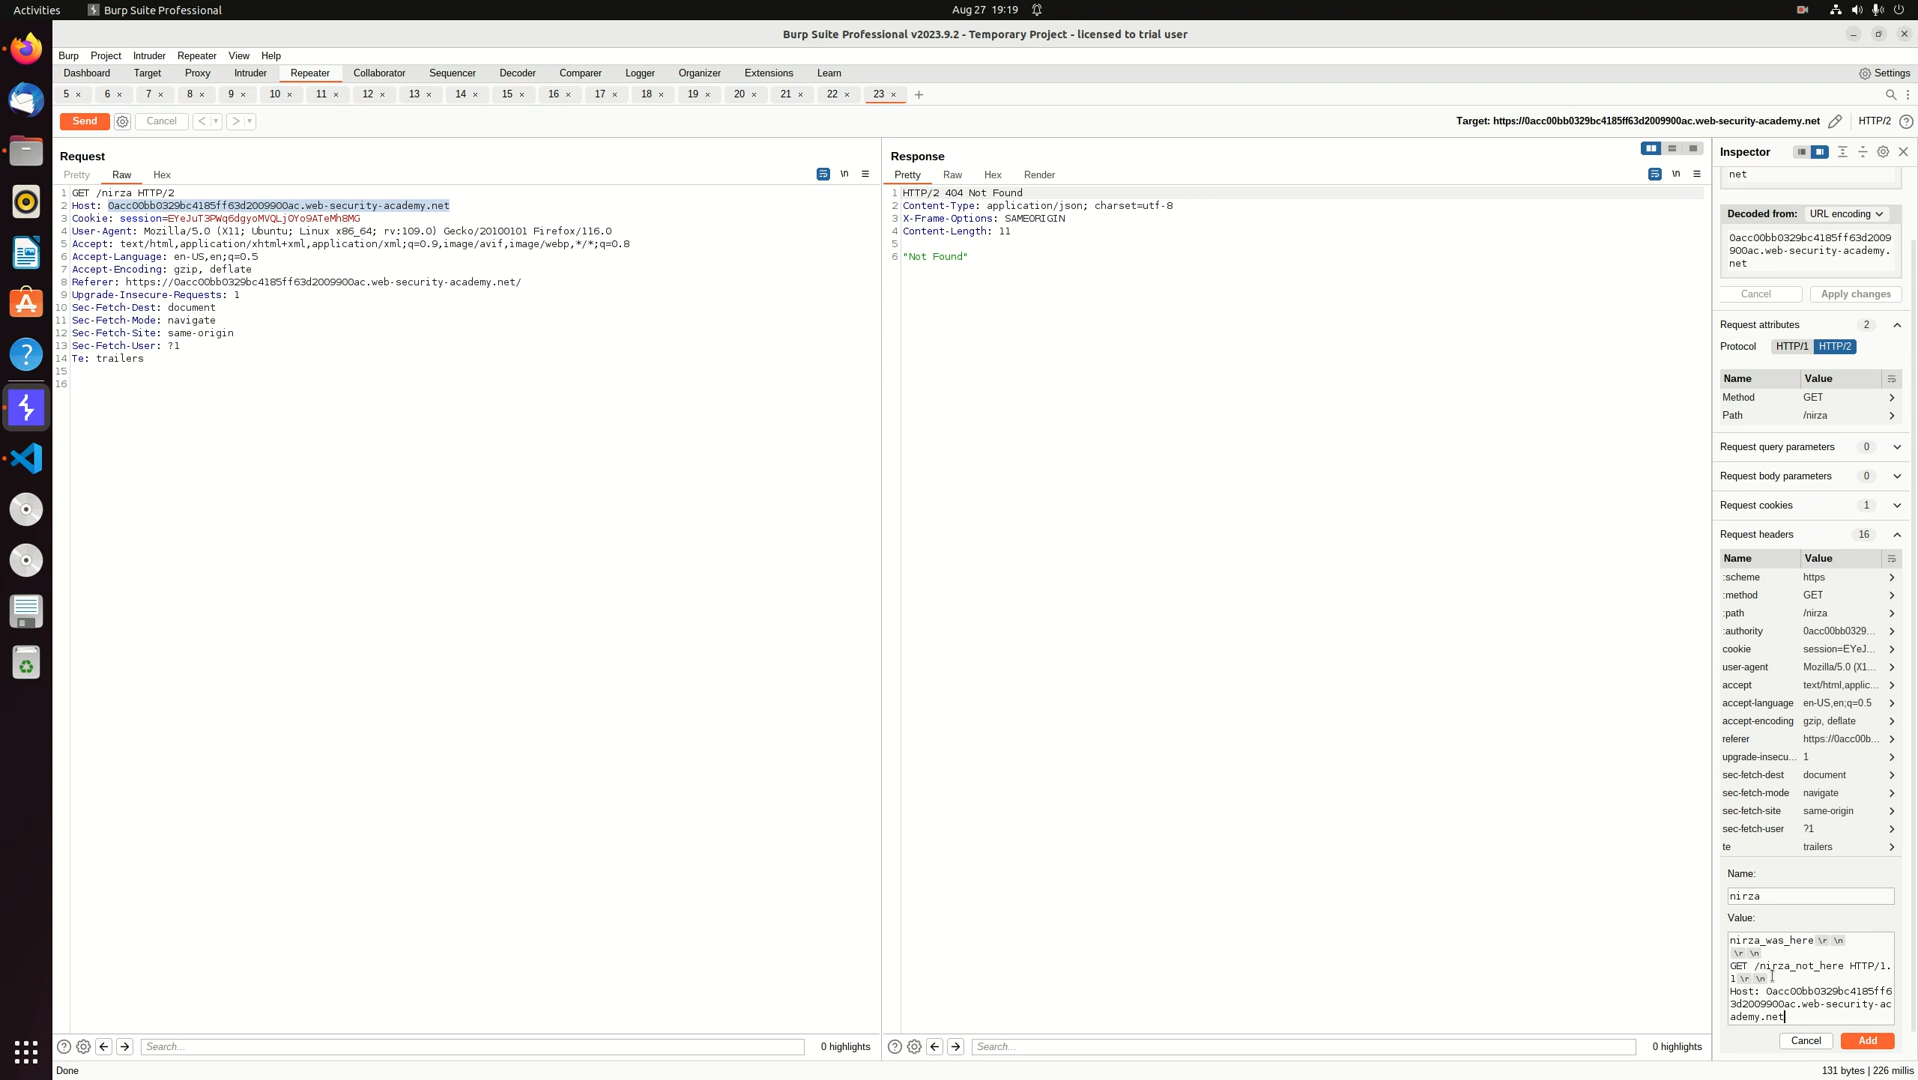 Activities
Burp Suite Professional
Aug 27 19:19
Burp Suite Professional v2023.9.2 - Temporary Project - licensed to trial user
Burp Project Intruder Repeater View Help
Dashboard Target Proxy Intruder Repeater Collaborator Sequencer Decoder Comparer Logger Organizer Extensions Learn
Settings
5 × 6 × 7 × 8 × 9 × 10 × 11 × 12 × 13 × 14 × 15 × 16 × 17 × 18 × 19 × 20 × 21 × 22 × 23 × +
Send Cancel < >
Target: https://0acc00bb0329bc4185ff63d2009900ac.web-security-academy.net
HTTP/2
Request
Pretty Raw Hex
\n
1 GET /nirza HTTP/2
2 Host: 0acc00bb0329bc4185ff63d2009900ac.web-security-academy.net
3 Cookie: session=EYeJuT3PWq6dgyoMVQLjOYo9ATeMh8MG
4 User-Agent: Mozilla/5.0 (X11; Ubuntu; Linux x86_64; rv:109.0) Gecko/20100101 Firefox/116.0
5 Accept: text/html,application/xhtml+xml,application/xml;q=0.9,image/avif,image/webp,*/*;q=0.8
6 Accept-Language: en-US,en;q=0.5
7 Accept-Encoding: gzip, deflate
8 Referer: https://0acc00bb0329bc4185ff63d2009900ac.web-security-academy.net/
9 Upgrade-Insecure-Requests: 1
10 Sec-Fetch-Dest: document
11 Sec-Fetch-Mode: navigate
12 Sec-Fetch-Site: same-origin
13 Sec-Fetch-User: ?1
14 Te: trailers
15
16
Search...
0 highlights
Response
Pretty Raw Hex Render
\n
1 HTTP/2 404 Not Found
2 Content-Type: application/json; charset=utf-8
3 X-Frame-Options: SAMEORIGIN
4 Content-Length: 11
5
6 "Not Found"
Search...
0 highlights
Inspector
net
Decoded from: URL encoding
0acc00bb0329bc4185ff63d2009
900ac.web-security-academy.
net
Cancel Apply changes
Request attributes 2
Protocol HTTP/1 HTTP/2
Name Value
Method GET
Path /nirza
Request query parameters 0
Request body parameters 0
Request cookies 1
Request headers 16
Name Value
:scheme https
:method GET
:path /nirza
:authority 0acc00bb0329...
cookie session=EYeJ...
user-agent Mozilla/5.0 (X1...
accept text/html,applic...
accept-language en-US,en;q=0.5
accept-encoding gzip, deflate
referer https://0acc00b...
upgrade-insecu... 1
sec-fetch-dest document
sec-fetch-mode navigate
sec-fetch-site same-origin
sec-fetch-user ?1
te trailers
Name:
nirza
Value:
nirza_was_here \r \n
\r \n
GET /nirza_not_here HTTP/1.
1 \r \n
Host: 0acc00bb0329bc4185ff6
3d2009900ac.web-security-ac
ademy.net
Cancel Add
Done
131 bytes | 226 millis